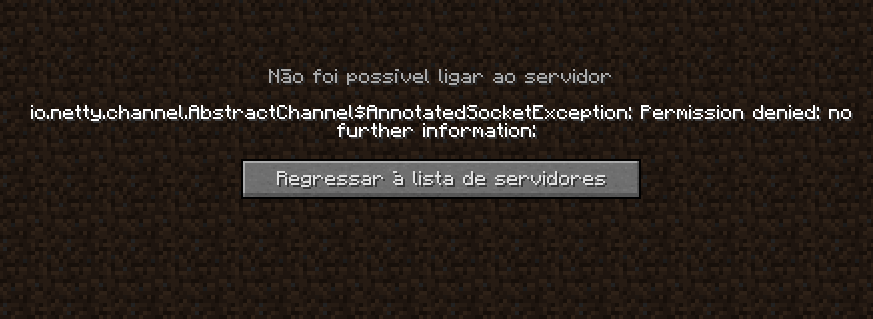 Não foi possível ligar ao servidor
io.netty.channel.AbstractChannel$AnnotatedSocketException: Permission denied: no
further information:
Regressar à lista de servidores